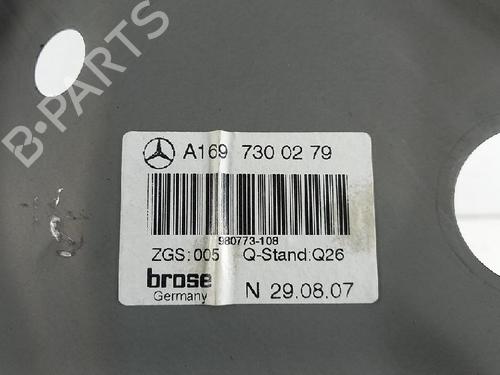 B-PARTS
A169 730 02 79
980773-108
ZGS:005 Q-Stand:Q26
brose
Germany N 29.08.07